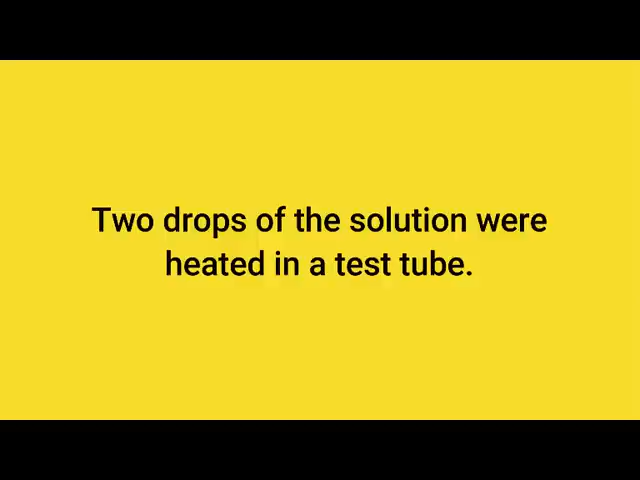 Two drops of the solution were
heated in a test tube.